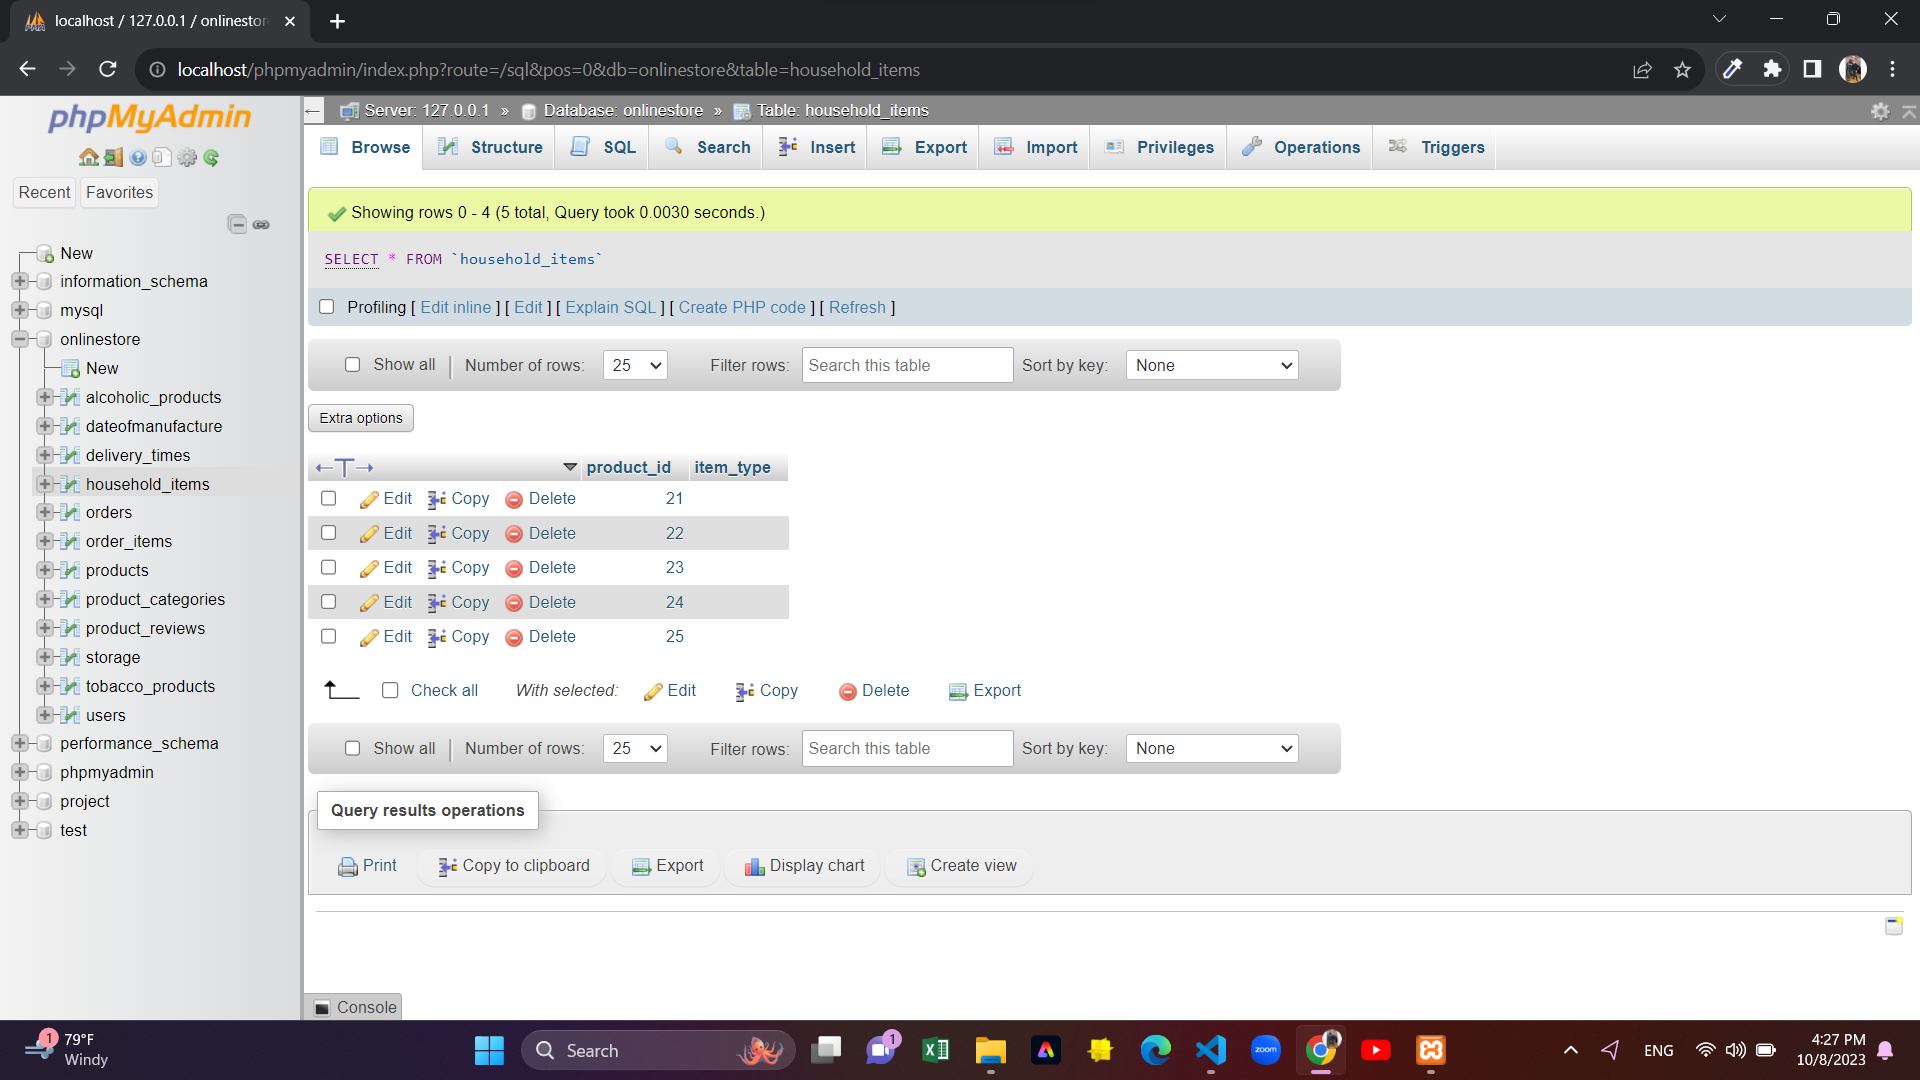 localhost / 127.0.0.1 / onlinestor
localhost/phpmyadmin/index.php?route=/sql&pos=0&db=onlinestore&table=household_items
phpMyAdmin
Recent
Favorites
New
information_schema
mysql
onlinestore
New
alcoholic_products
dateofmanufacture
delivery_times
household_items
orders
order_items
products
product_categories
product_reviews
storage
tobacco_products
users
performance_schema
phpmyadmin
project
test
Server: 127.0.0.1 » Database: onlinestore » Table: household_items
Browse Structure SQL Search Insert Export Import Privileges Operations Triggers
Showing rows 0 - 4 (5 total, Query took 0.0030 seconds.)
SELECT * FROM `household_items`
Profiling [ Edit inline ] [ Edit ] [ Explain SQL ] [ Create PHP code ] [ Refresh ]
Show all Number of rows: 25 Filter rows: Search this table Sort by key: None
Extra options
product_id item_type
Edit Copy Delete 21
Edit Copy Delete 22
Edit Copy Delete 23
Edit Copy Delete 24
Edit Copy Delete 25
Check all With selected: Edit Copy Delete Export
Show all Number of rows: 25 Filter rows: Search this table Sort by key: None
Query results operations
Print Copy to clipboard Export Display chart Create view
Console
1
79°F
Windy
Search
1
zoom
ENG
4:27 PM
10/8/2023